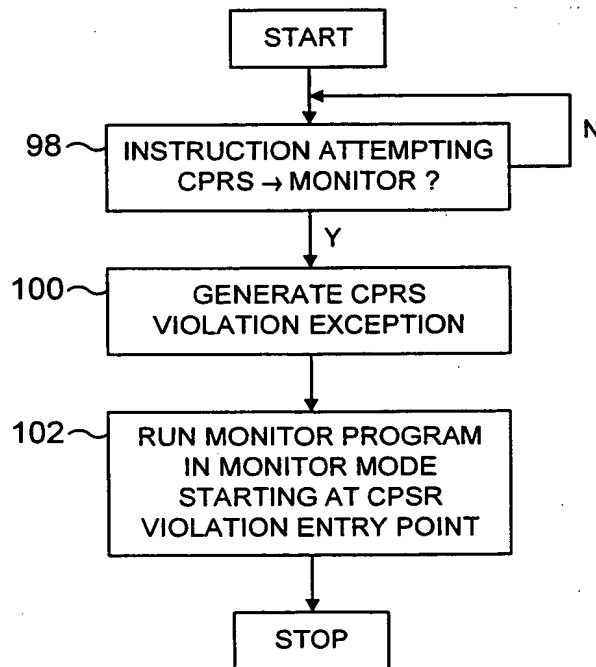 START
N
98
INSTRUCTION ATTEMPTING
CPRS → MONITOR ?
Y
100
GENERATE CPRS
VIOLATION EXCEPTION
102
RUN MONITOR PROGRAM
IN MONITOR MODE
STARTING AT CPSR
VIOLATION ENTRY POINT
STOP